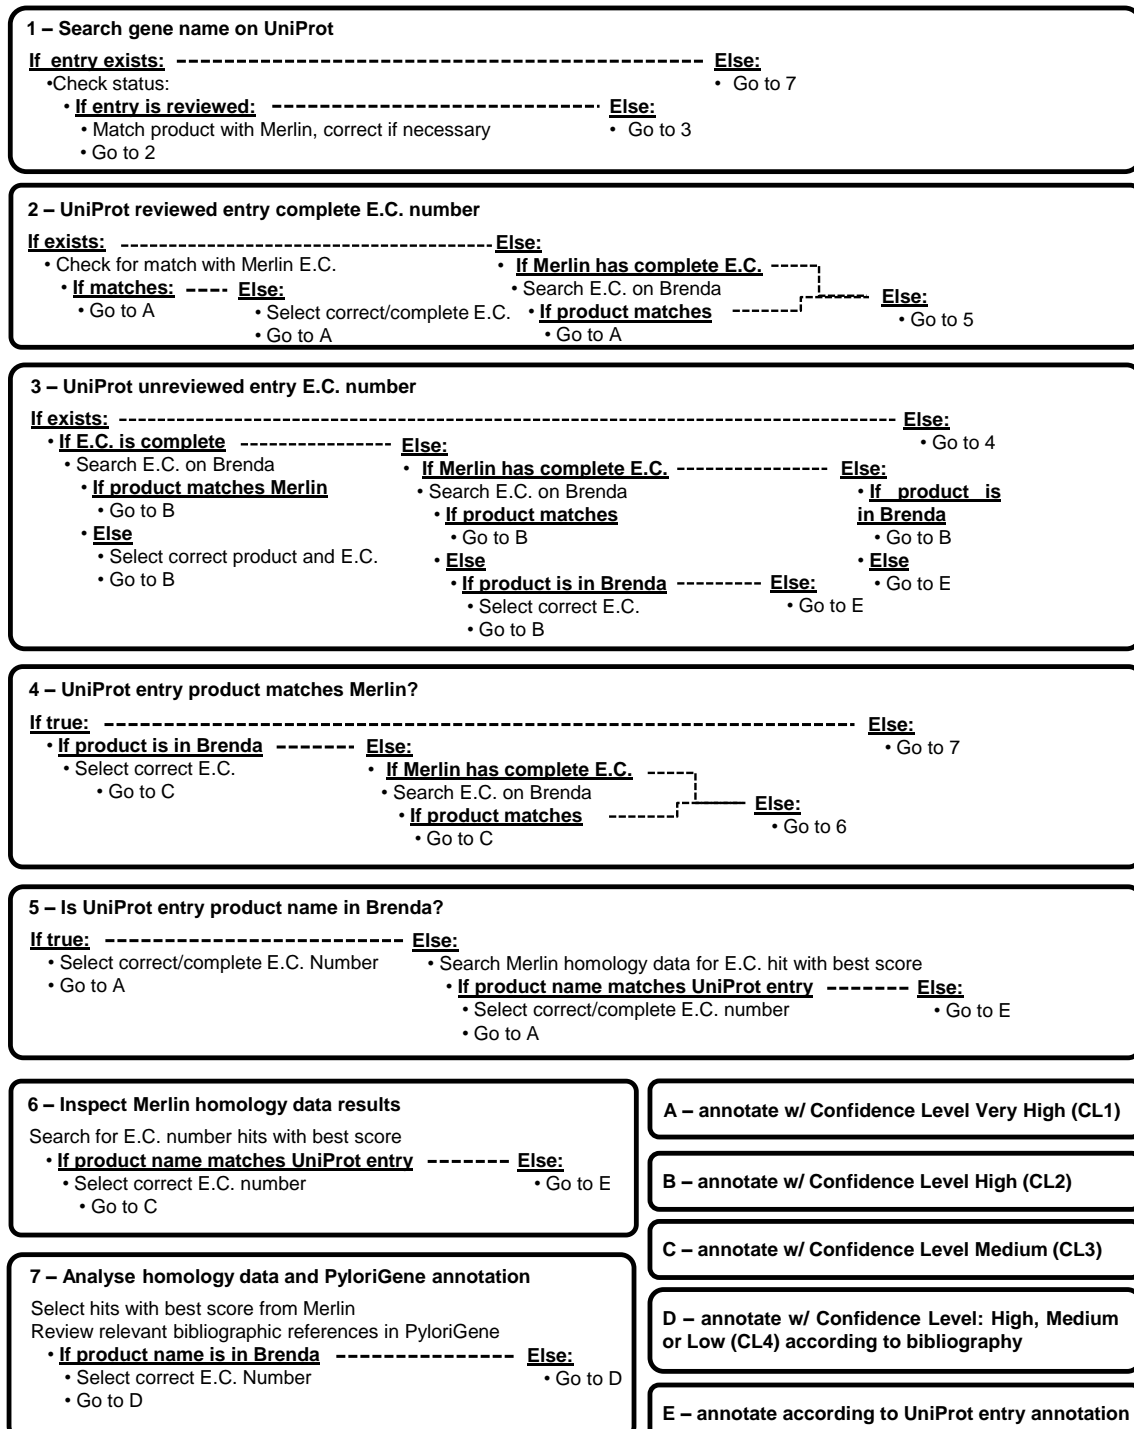 1 – Search gene name on UniProt
If entry exists: Else:
•Check status: • Go to 7
• If entry is reviewed: Else:
• Match product with Merlin, correct if necessary • Go to 3
• Go to 2
2 – UniProt reviewed entry complete E.C. number
If exists: Else:
• Check for match with Merlin E.C. • If Merlin has complete E.C.
• If matches: Else: • Search E.C. on Brenda Else:
• Go to A • Select correct/complete E.C. • If product matches • Go to 5
• Go to A • Go to A
3 – UniProt unreviewed entry E.C. number
If exists: Else:
• If E.C. is complete Else: • Go to 4
• Search E.C. on Brenda • If Merlin has complete E.C. Else:
• If product matches Merlin • Search E.C. on Brenda • If product is
• Go to B • If product matches in Brenda
• Else • Go to B • Go to B
• Select correct product and E.C. • Else • Else
• Go to B • If product is in Brenda Else: • Go to E
• Select correct E.C. • Go to E
• Go to B
4 – UniProt entry product matches Merlin?
If true: Else:
• If product is in Brenda Else: • Go to 7
• Select correct E.C. • If Merlin has complete E.C.
• Go to C • Search E.C. on Brenda Else:
• If product matches • Go to 6
• Go to C
5 – Is UniProt entry product name in Brenda?
If true: Else:
• Select correct/complete E.C. Number • Search Merlin homology data for E.C. hit with best score
• Go to A • If product name matches UniProt entry Else:
• Select correct/complete E.C. number • Go to E
• Go to A
6 – Inspect Merlin homology data results
Search for E.C. number hits with best score
• If product name matches UniProt entry Else:
• Select correct E.C. number • Go to E
• Go to C
7 – Analyse homology data and PyloriGene annotation
Select hits with best score from Merlin
Review relevant bibliographic references in PyloriGene
• If product name is in Brenda Else:
• Select correct E.C. Number • Go to D
• Go to D
A – annotate w/ Confidence Level Very High (CL1)
B – annotate w/ Confidence Level High (CL2)
C – annotate w/ Confidence Level Medium (CL3)
D – annotate w/ Confidence Level: High, Medium
or Low (CL4) according to bibliography
E – annotate according to UniProt entry annotation